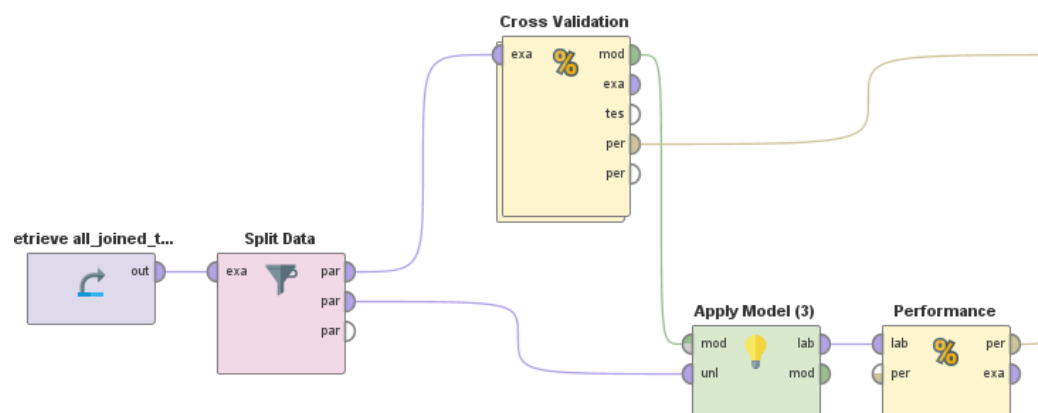 Cross Validation
exa
mod
exa
tes
per
per
etrieve all_joined_t...
out
Split Data
exa
par
par
par
Apply Model (3)
mod
lab
unl
mod
Performance
lab
per
per
exa